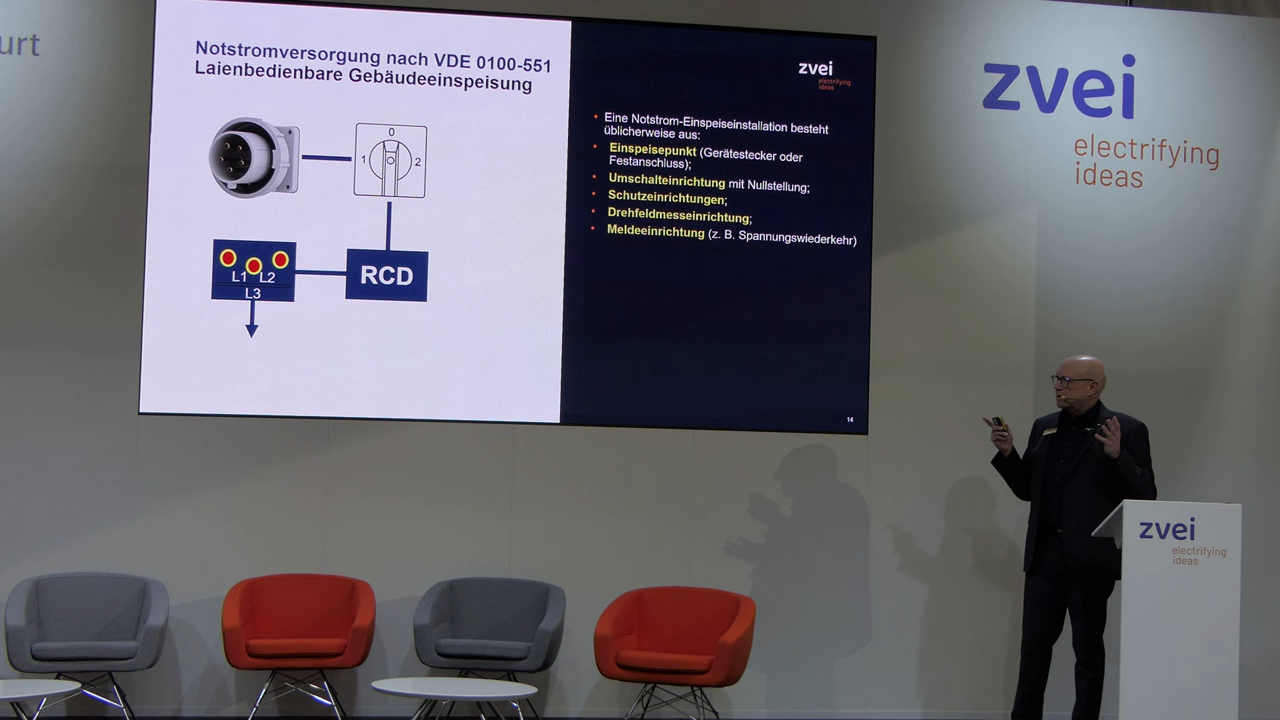 urt
Notstromversorgung nach VDE 0100-551
Laienbedienbare Gebäudeeinspeisung
0
1
2
L1 L2
L3
RCD
zvei
electrifying
ideas
• Eine Notstrom-Einspeiseinstallation besteht
üblicherweise aus:
• Einspeisepunkt (Gerätestecker oder
Festanschluss);
• Umschalteinrichtung mit Nullstellung;
• Schutzeinrichtungen;
• Drehfeldmesseinrichtung;
• Meldeeinrichtung (z. B. Spannungswiederkehr)
14
zvei
electrifying
ideas
zvei
electrifying
ideas